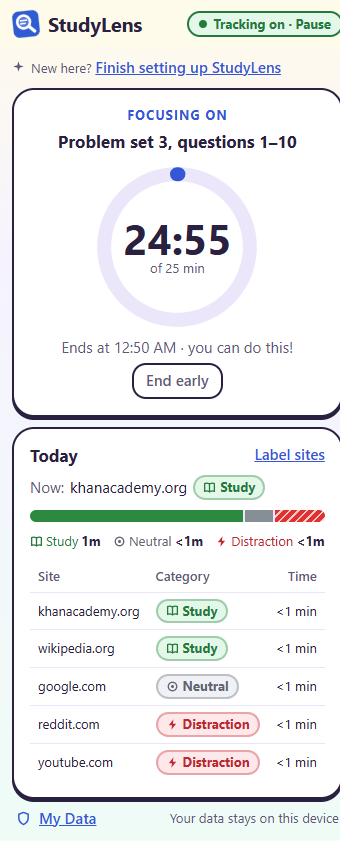 StudyLens
Tracking on · Pause
New here? Finish setting up StudyLens
FOCUSING ON
Problem set 3, questions 1–10
24:55
of 25 min
Ends at 12:50 AM · you can do this!
End early
Today
Label sites
Now: khanacademy.org Study
Study 1m Neutral <1m Distraction <1m
Site Category Time
khanacademy.org Study <1 min
wikipedia.org Study <1 min
google.com Neutral <1 min
reddit.com Distraction <1 min
youtube.com Distraction <1 min
My Data
Your data stays on this device